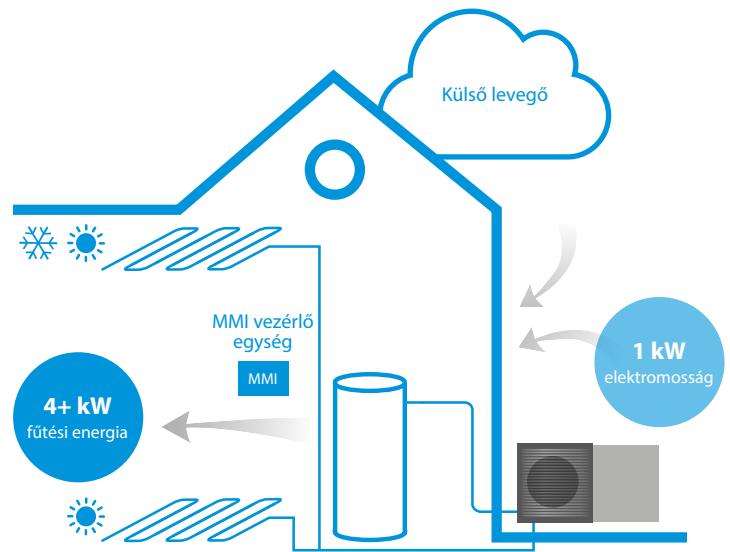 Külső levegő
MMI vezérlő
egység
MMI
1 kW
elektromosság
4+ kW
fűtési energia